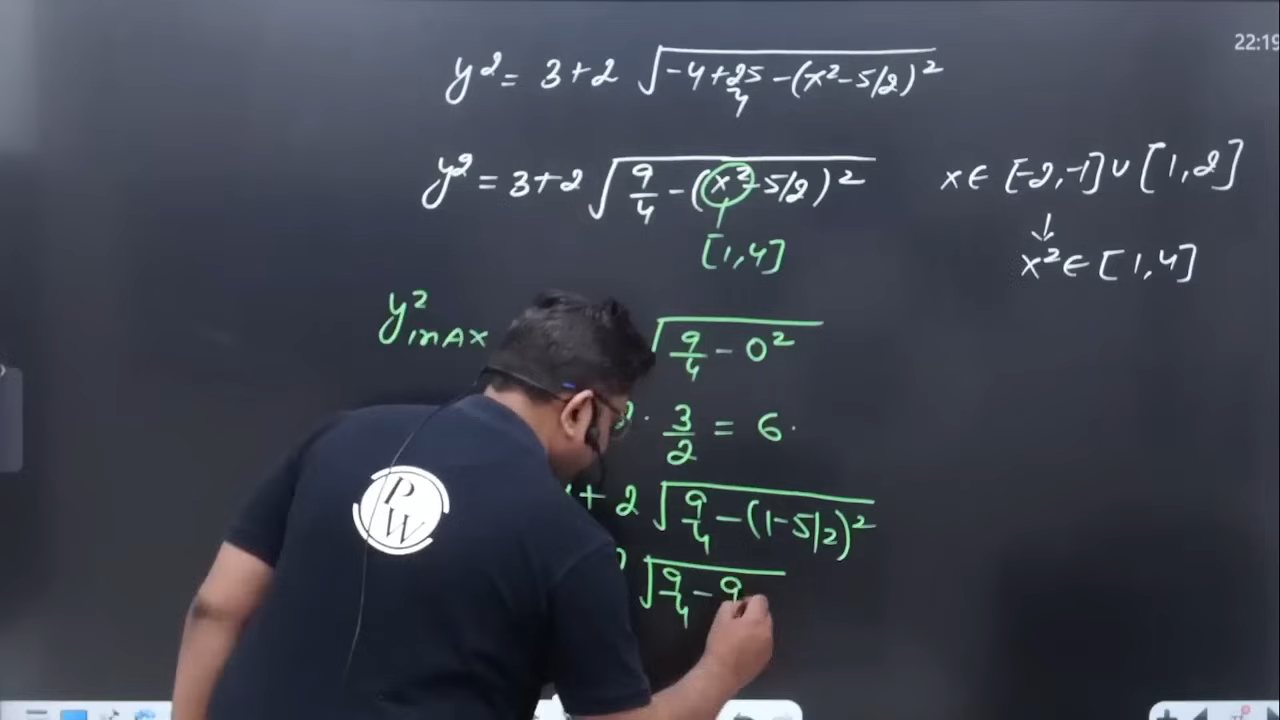 22:19
y² = 3+2 √(-4+25/4 -(x²-5/2)²)
y² = 3+2 √(9/4 -(x²-5/2)²)
x∈ [-2,-1]∪[1,2]
↓
[1,4]
x²∈[1,4]
y²max √(9/4 - 0²)
· 3/2 = 6.
+ 2 √(9/4 -(1-5/2)²)
√(9/4 - 9
PW